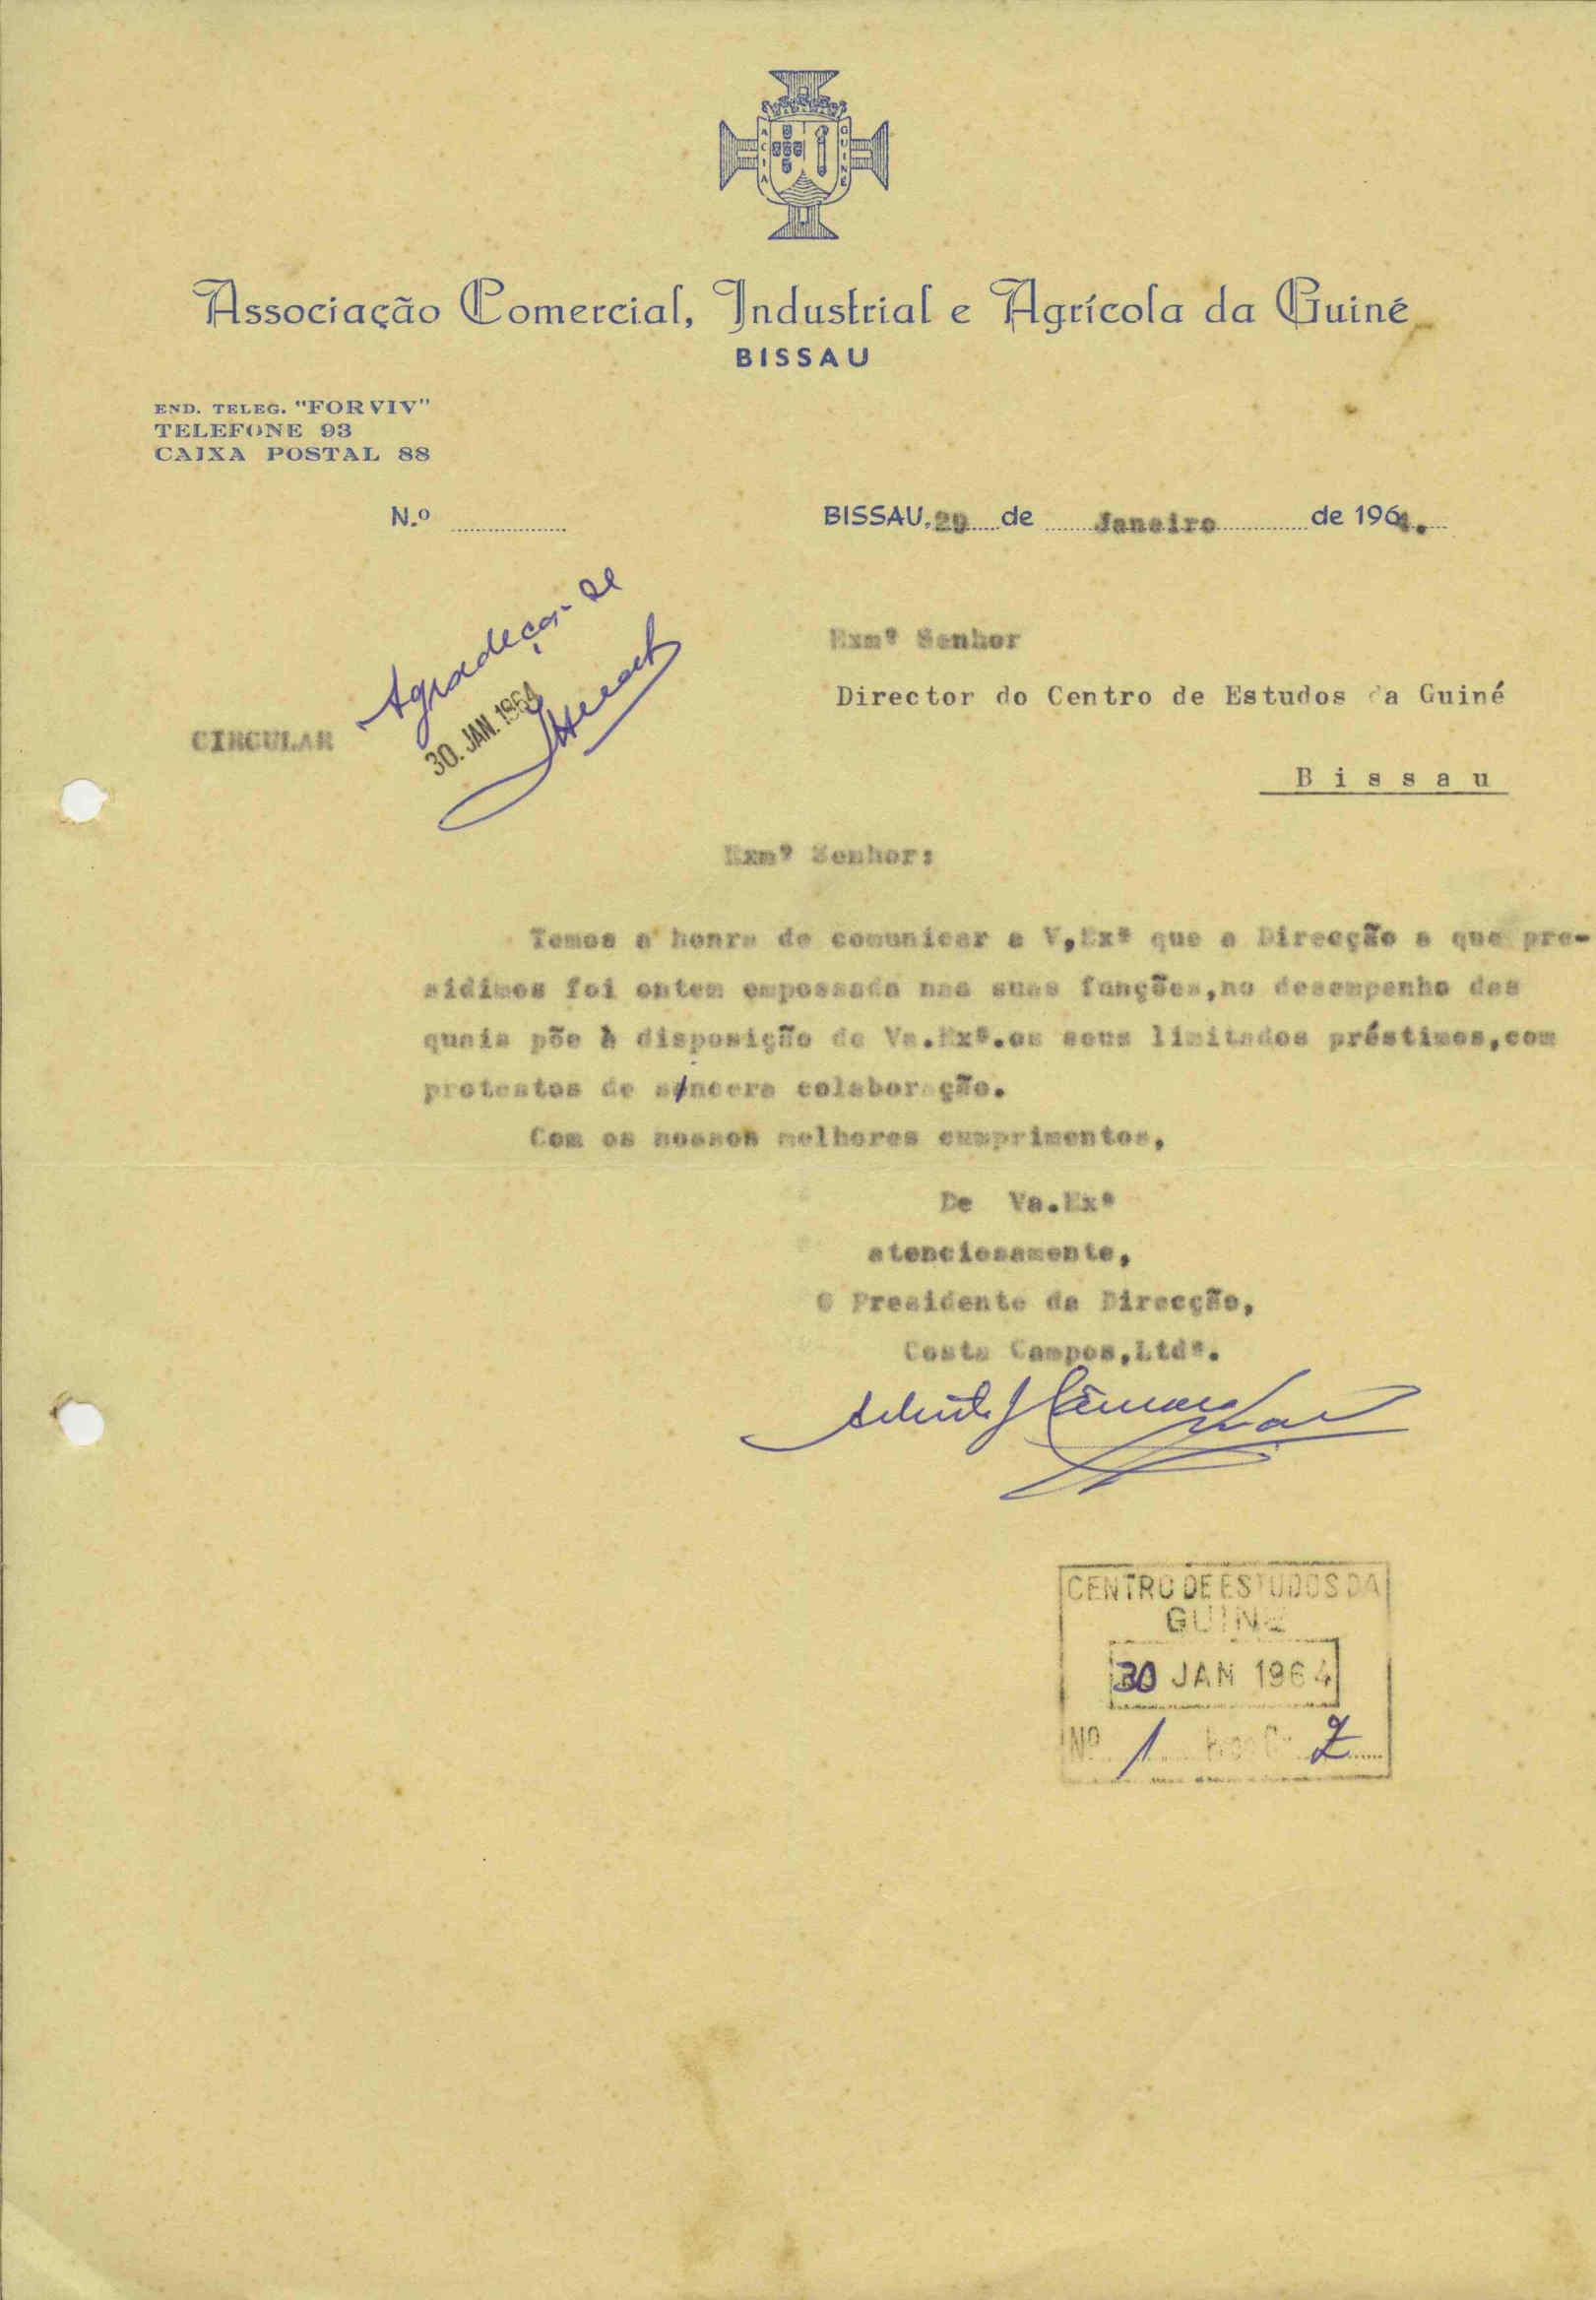 ACIA GUINÉ
Associação Comercial, Industrial e Agrícola da Guiné
BISSAU
END. TELEG. "FORVIV"
TELEFONE 93
CAIXA POSTAL 88
N.º
BISSAU, 29 de Janeiro de 1964.
Agradeça-se
30. JAN. 1964
Exmº Senhor
Director do Centro de Estudos da Guiné
CIRCULAR
Bissau
Exmº Senhor:
Temos a honra de comunicar a V,Exª que a Direcção a que pre-
sidimos foi ontem empossada nas suas funções,no desempenho das
quais põe à disposição de Va.Exª.os seus limitados préstimos,com
protestos de sincera colaboração.
Com os nossos melhores cumprimentos,
De Va.Exª
atenciosamente,
O Presidente da Direcção,
Costa Campos,Ltdª.
CENTRO DE ESTUDOS DA
GUINÉ
30 JAN 1964
Nº 1 2